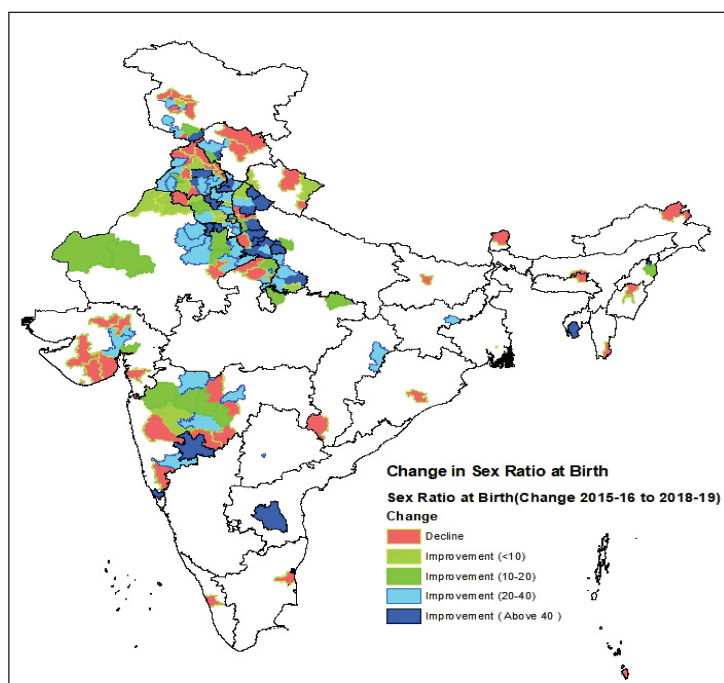 Change in Sex Ratio at Birth
Sex Ratio at Birth(Change 2015-16 to 2018-19)
Change
Decline
Improvement (<10)
Improvement (10-20)
Improvement (20-40)
Improvement ( Above 40 )